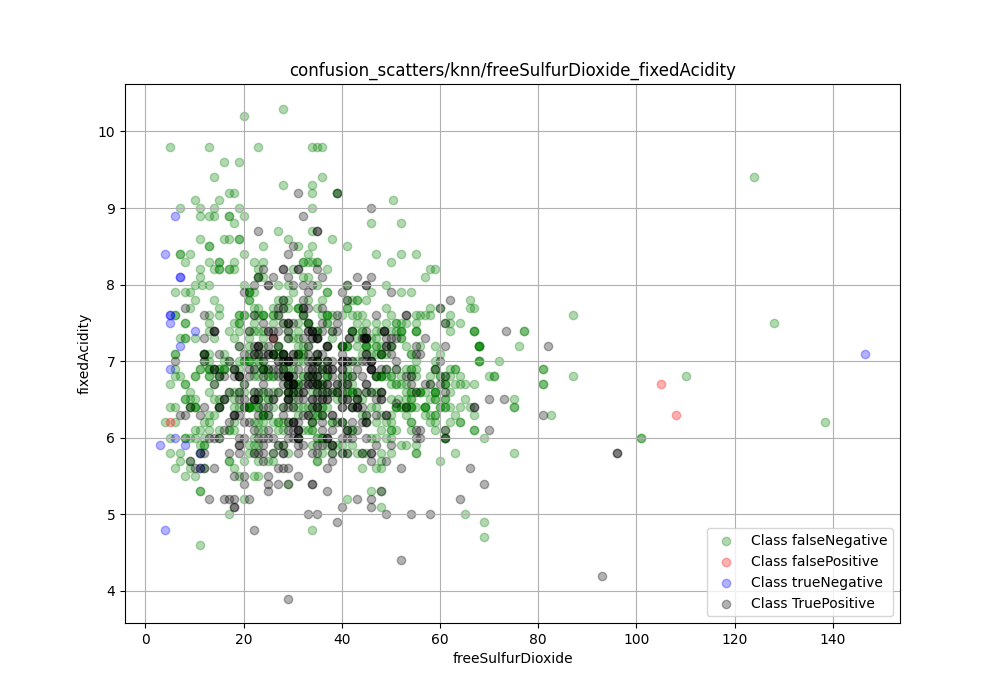 confusion_scatters/knn/freeSulfurDioxide_fixedAcidity
fixedAcidity
10
9
8
7
6
5
4
0 20 40 60 80 100 120 140
freeSulfurDioxide
Class falseNegative
Class falsePositive
Class trueNegative
Class TruePositive